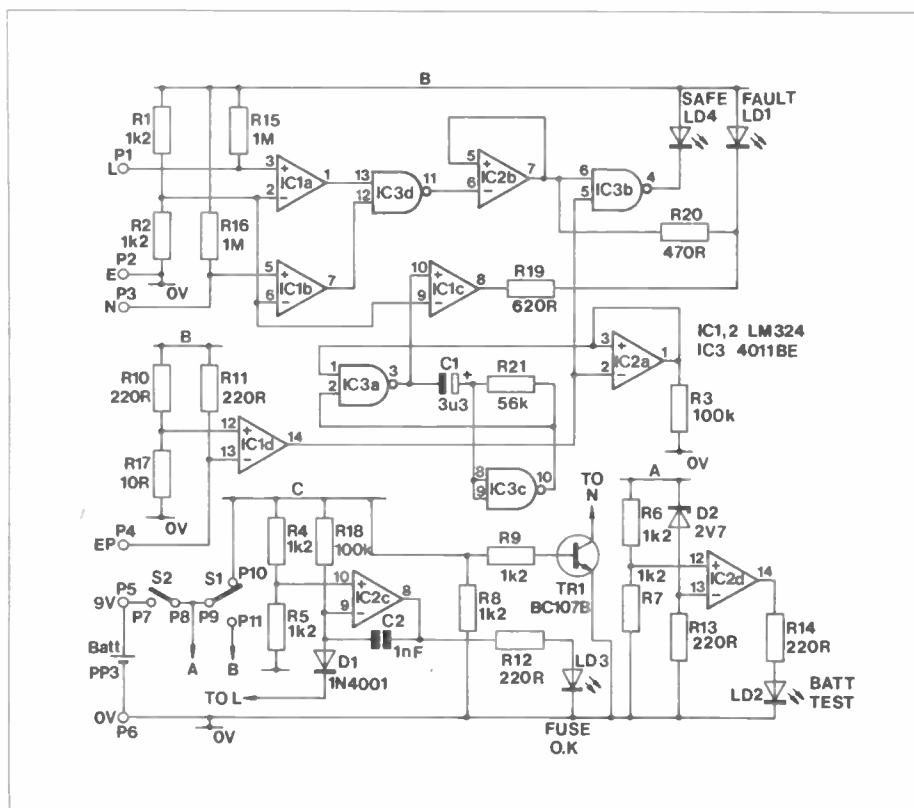 B
SAFE
LD4
FAULT
LD1
R1
1k2
R15
1M
P1
L
3
+
2
−
IC1a
1
13
12
IC3d
11
5
+
6
−
IC2b
7
6
5
IC3b
4
R2
1k2
R16
1M
R20
470R
P2
E
0V
P3
N
5
+
6
−
IC1b
7
10
+
9
−
IC1c
8
R19
620R
IC1,2 LM324
IC3 4011BE
B
1
2
IC3a
3
C1
+
3u3
R21
56k
3
+
2
−
IC2a
1
R3
100k
0V
R10
220R
R11
220R
12
+
13
−
IC1d
14
8
9
IC3c
10
R17
10R
0V
P4
EP
C
TO
N
A
R4
1k2
R18
100k
R9
1k2
R6
1k2
D2
2V7
S2
S1
P10
P5
9V
P7
P8
P9
P11
A
B
Batt
PP3
R5
1k2
10
+
9
−
IC2c
8
C2
1nF
R8
1k2
TR1
BC107B
1k2
R7
12
+
13
−
IC2d
14
R13
220R
R14
220R
D1
1N4001
TO L
R12
220R
LD3
LD2
BATT
TEST
0V
P6
0V
FUSE
O.K